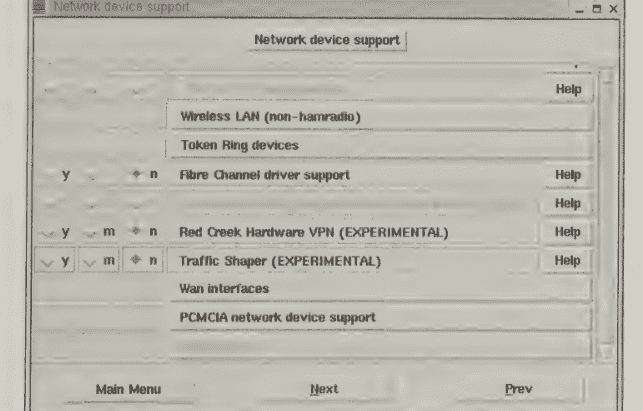 Network device support
Network device support
Help
Wireless LAN (non-hamradio)
Token Ring devices
y n Fibre Channel driver support Help
Help
y m n Red Creek Hardware VPN (EXPERIMENTAL) Help
y m n Traffic Shaper (EXPERIMENTAL) Help
Wan interfaces
PCMCIA network device support
Main Menu Next Prev